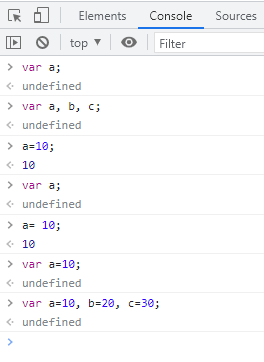 Elements Console Sources
top Filter
> var a;
< undefined
> var a, b, c;
< undefined
> a=10;
< 10
> var a;
< undefined
> a= 10;
< 10
> var a=10;
< undefined
> var a=10, b=20, c=30;
< undefined
>